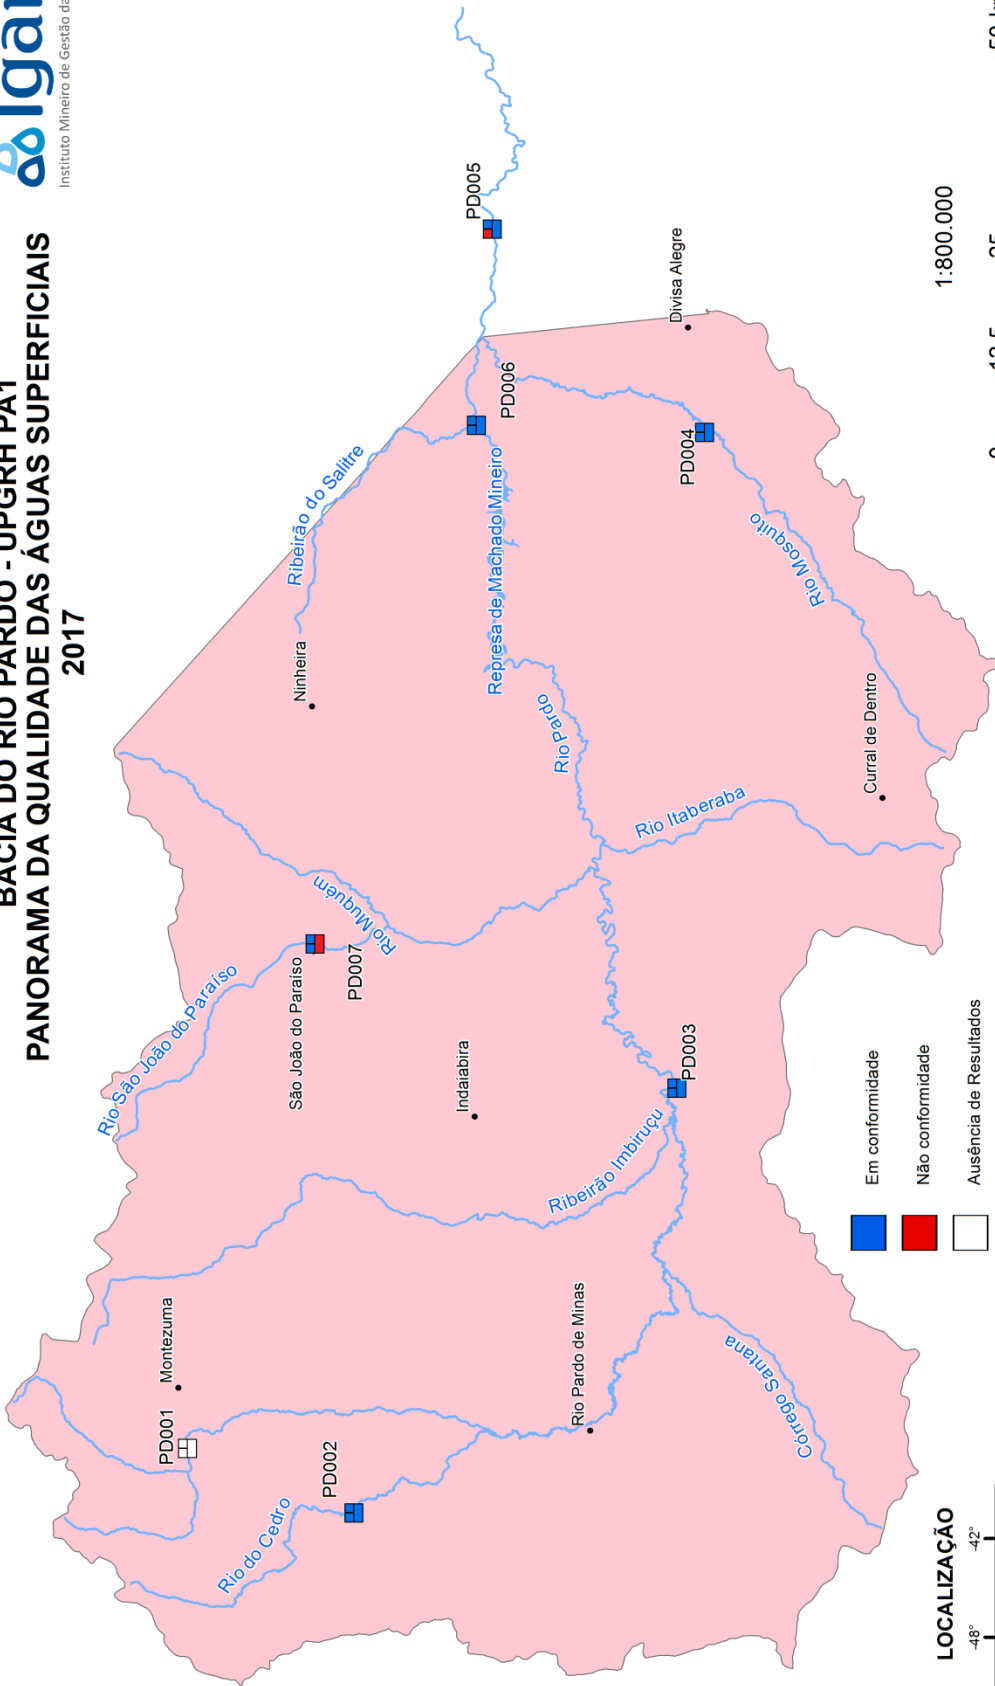 BACIA DO RIO PARDO - UPGRH PA1
PANORAMA DA QUALIDADE DAS ÁGUAS SUPERFICIAIS
2017
Igam
Instituto Mineiro de Gestão da
Montezuma
PD001
PD002
Rio do Cedro
Rio São João do Paraíso
São João do Paraíso
PD007
Rio Muquém
Ninheira
Ribeirão do Salitre
PD005
PD006
Represa de Machado Mineiro
Rio Pardo
Indaiabira
Ribeirão Imbiruçu
PD003
Rio Pardo de Minas
Córrego Santana
Rio Itaberaba
Curral de Dentro
Rio Mosquito
PD004
Divisa Alegre
Em conformidade
Não conformidade
Ausência de Resultados
1:800.000
LOCALIZAÇÃO
-48° -42°